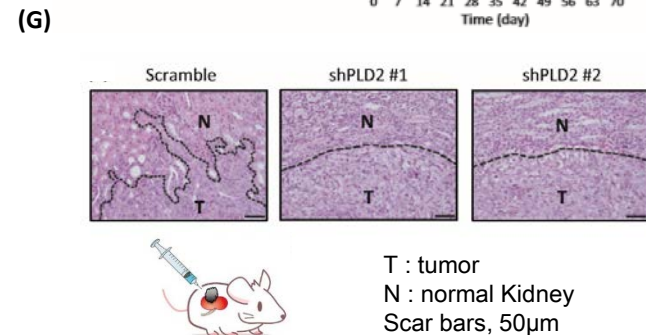 0 7 14 21 28 35 42 49 56 63 70
Time (day)
(G)
Scramble shPLD2 #1 shPLD2 #2
N N N
T T T
T : tumor
N : normal Kidney
Scar bars, 50µm